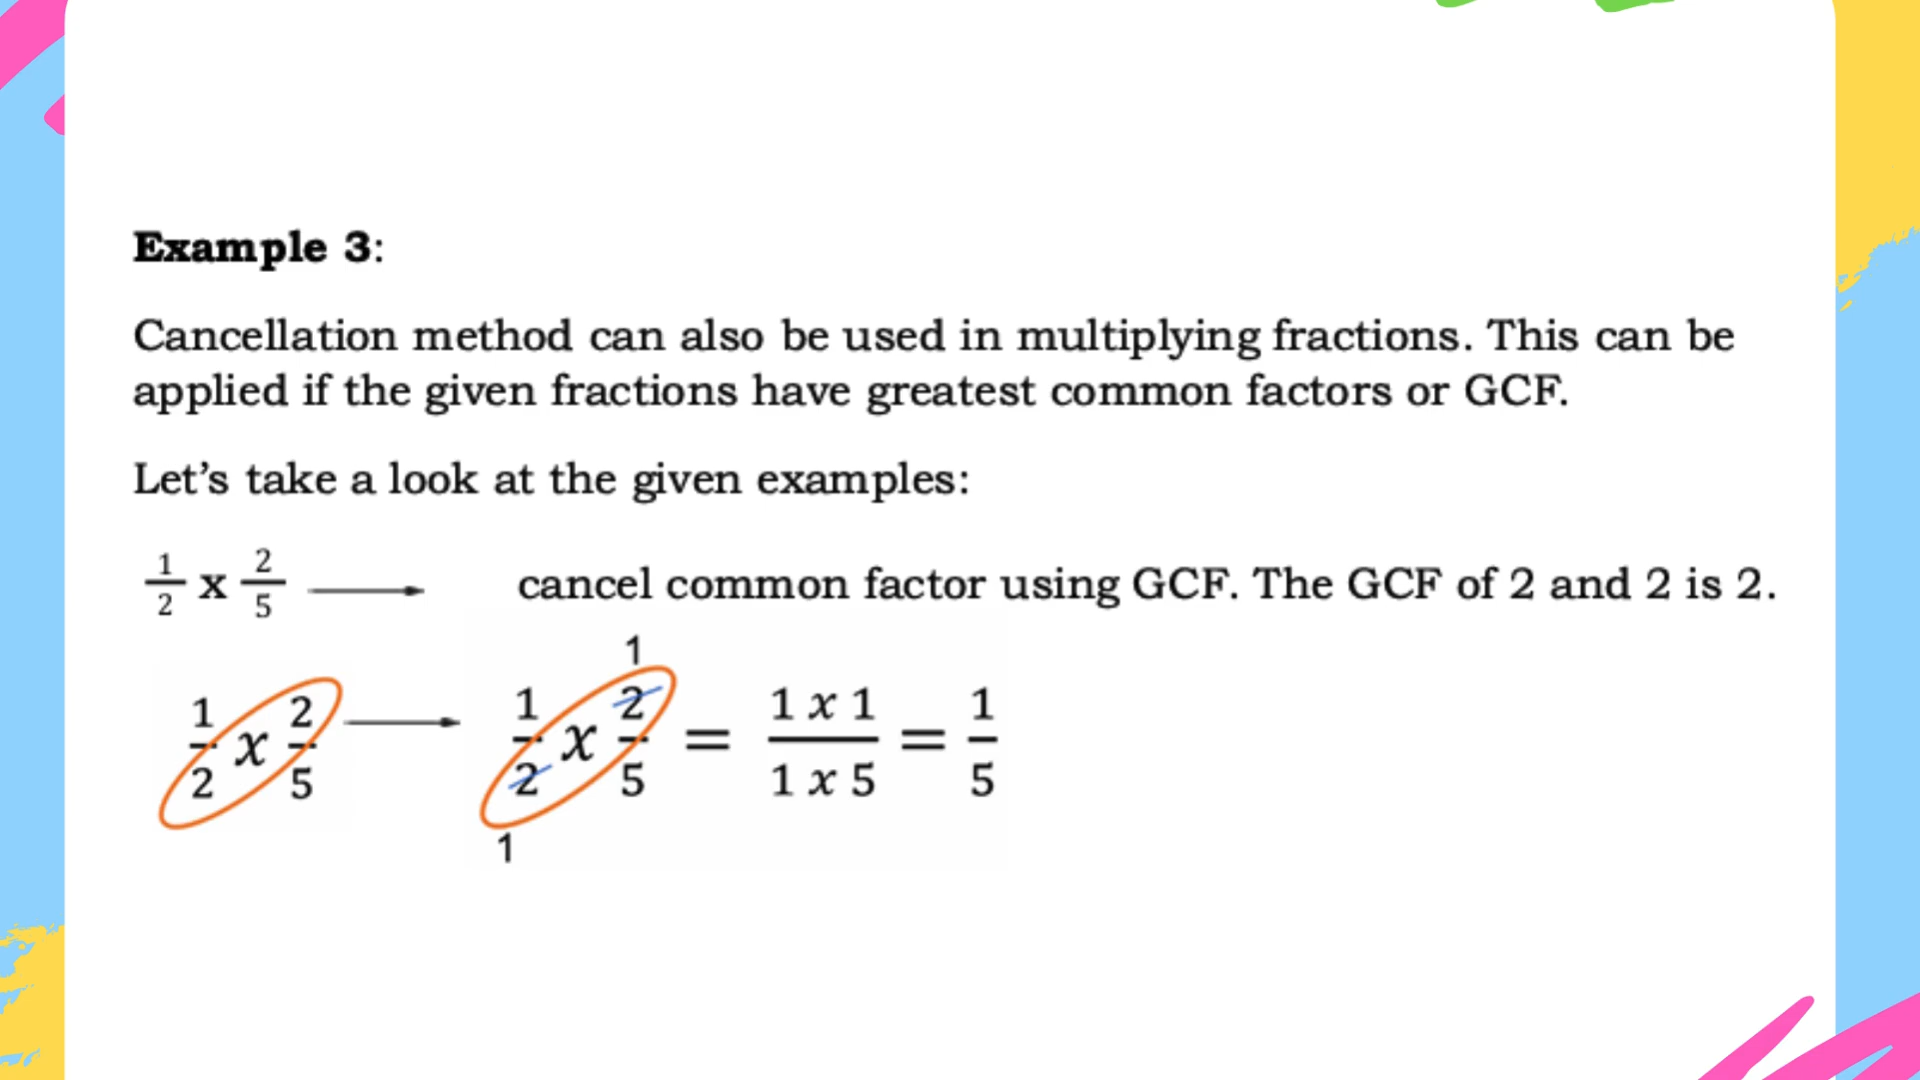 Example 3:
Cancellation method can also be used in multiplying fractions. This can be
applied if the given fractions have greatest common factors or GCF.
Let’s take a look at the given examples:
1/2 x 2/5 → cancel common factor using GCF. The GCF of 2 and 2 is 2.
1
1/2 x 2/5 → 1/2 x 2/5 = 1 x 1/1 x 5 = 1/5
1